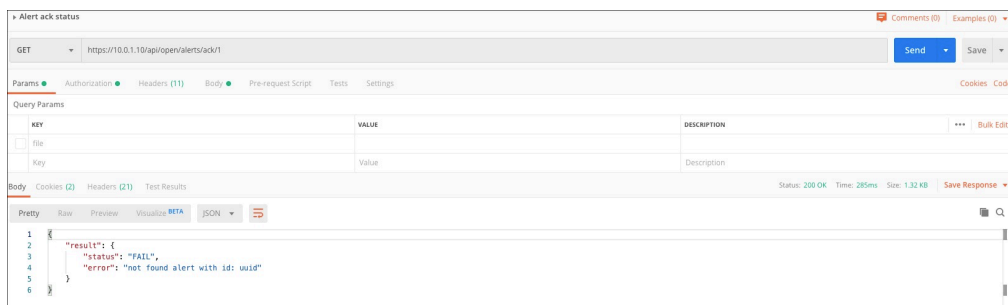 Alert ack status
Comments (0) Examples (0)
GET https://10.0.1.10/api/open/alerts/ack/1 Send Save
Params Authorization Headers (11) Body Pre-request Script Tests Settings Cookies Code
Query Params
KEY VALUE DESCRIPTION ••• Bulk Edit
file
Key Value Description
Body Cookies (2) Headers (21) Test Results Status: 200 OK Time: 285ms Size: 1.32 KB Save Response
Pretty Raw Preview Visualize BETA JSON
1 {
2 "result": {
3 "status": "FAIL",
4 "error": "not found alert with id: uuid"
5 }
6 }